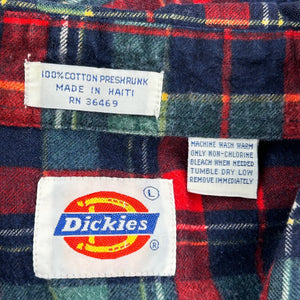 100% COTTON PRESHRUNK
MADE IN HAITI
RN 36469
MACHINE WASH WARM
ONLY NON-CHLORINE
BLEACH WHEN NEEDED
TUMBLE DRY LOW
REMOVE IMMEDIATELY
L
Dickies
®